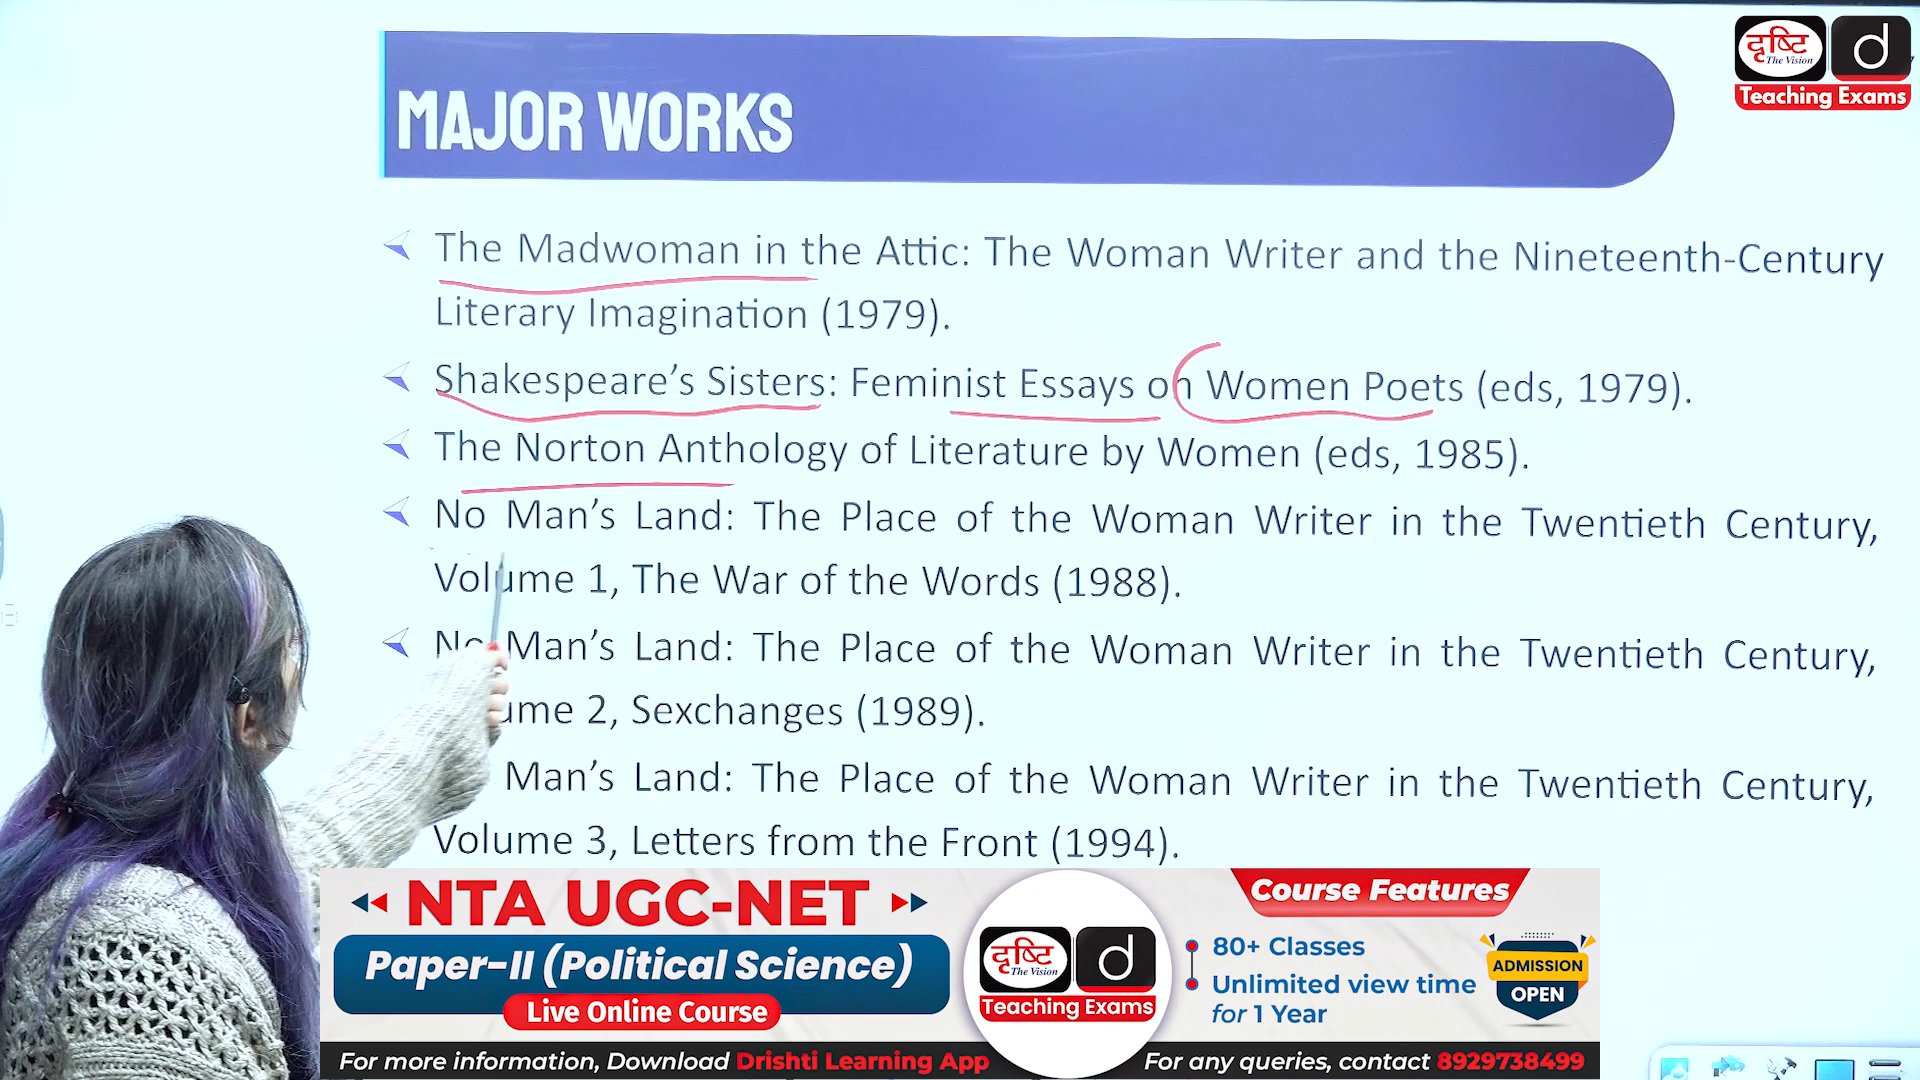 दृष्टि
The Vision
d
Teaching Exams
MAJOR WORKS
The Madwoman in the Attic: The Woman Writer and the Nineteenth-Century
Literary Imagination (1979).
Shakespeare's Sisters: Feminist Essays on Women Poets (eds, 1979).
The Norton Anthology of Literature by Women (eds, 1985).
No Man's Land: The Place of the Woman Writer in the Twentieth Century,
Volume 1, The War of the Words (1988).
No Man's Land: The Place of the Woman Writer in the Twentieth Century,
ume 2, Sexchanges (1989).
Man's Land: The Place of the Woman Writer in the Twentieth Century,
Volume 3, Letters from the Front (1994).
NTA UGC-NET
Paper-II (Political Science)
Live Online Course
दृष्टि
The Vision
d
Teaching Exams
Course Features
80+ Classes
Unlimited view time
for 1 Year
ADMISSION
OPEN
For more information, Download Drishti Learning App
For any queries, contact 8929738499